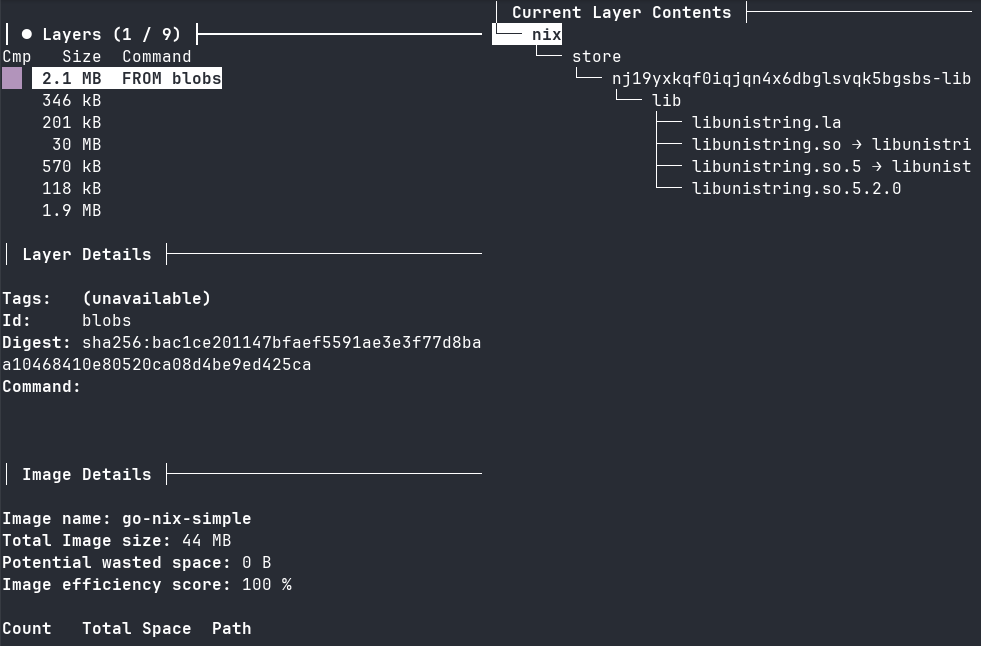 ● Layers (1 / 9)
Cmp Size Command
2.1 MB FROM blobs
346 kB
201 kB
30 MB
570 kB
118 kB
1.9 MB
Layer Details
Tags: (unavailable)
Id: blobs
Digest: sha256:bac1ce201147bfaef5591ae3e3f77d8ba
a10468410e80520ca08d4be9ed425ca
Command:
Image Details
Image name: go-nix-simple
Total Image size: 44 MB
Potential wasted space: 0 B
Image efficiency score: 100 %
Count Total Space Path
Current Layer Contents
└── nix
└── store
└── nj19yxkqf0iqjqn4x6dbglsvqk5bgsbs-lib
└── lib
├── libunistring.la
├── libunistring.so → libunistri
├── libunistring.so.5 → libunist
└── libunistring.so.5.2.0